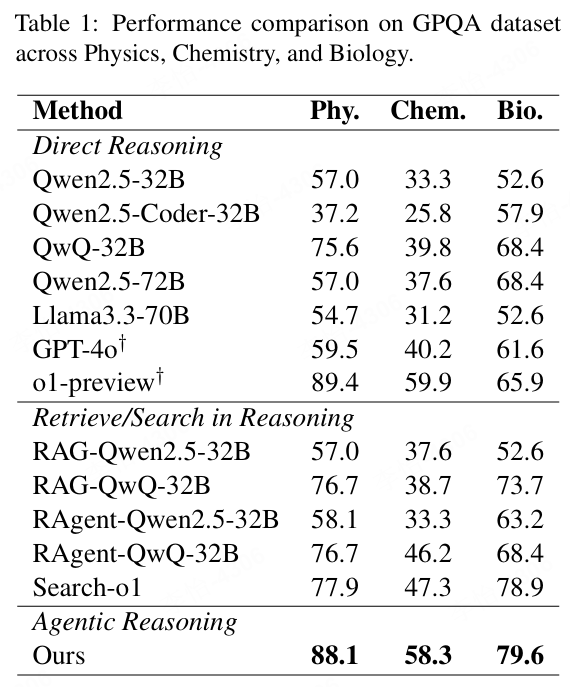 Table 1: Performance comparison on GPQA dataset
across Physics, Chemistry, and Biology.
Method Phy. Chem. Bio.
Direct Reasoning
Qwen2.5-32B 57.0 33.3 52.6
Qwen2.5-Coder-32B 37.2 25.8 57.9
QwQ-32B 75.6 39.8 68.4
Qwen2.5-72B 57.0 37.6 68.4
Llama3.3-70B 54.7 31.2 52.6
GPT-4o† 59.5 40.2 61.6
o1-preview† 89.4 59.9 65.9
Retrieve/Search in Reasoning
RAG-Qwen2.5-32B 57.0 37.6 52.6
RAG-QwQ-32B 76.7 38.7 73.7
RAgent-Qwen2.5-32B 58.1 33.3 63.2
RAgent-QwQ-32B 76.7 46.2 68.4
Search-o1 77.9 47.3 78.9
Agentic Reasoning
Ours 88.1 58.3 79.6